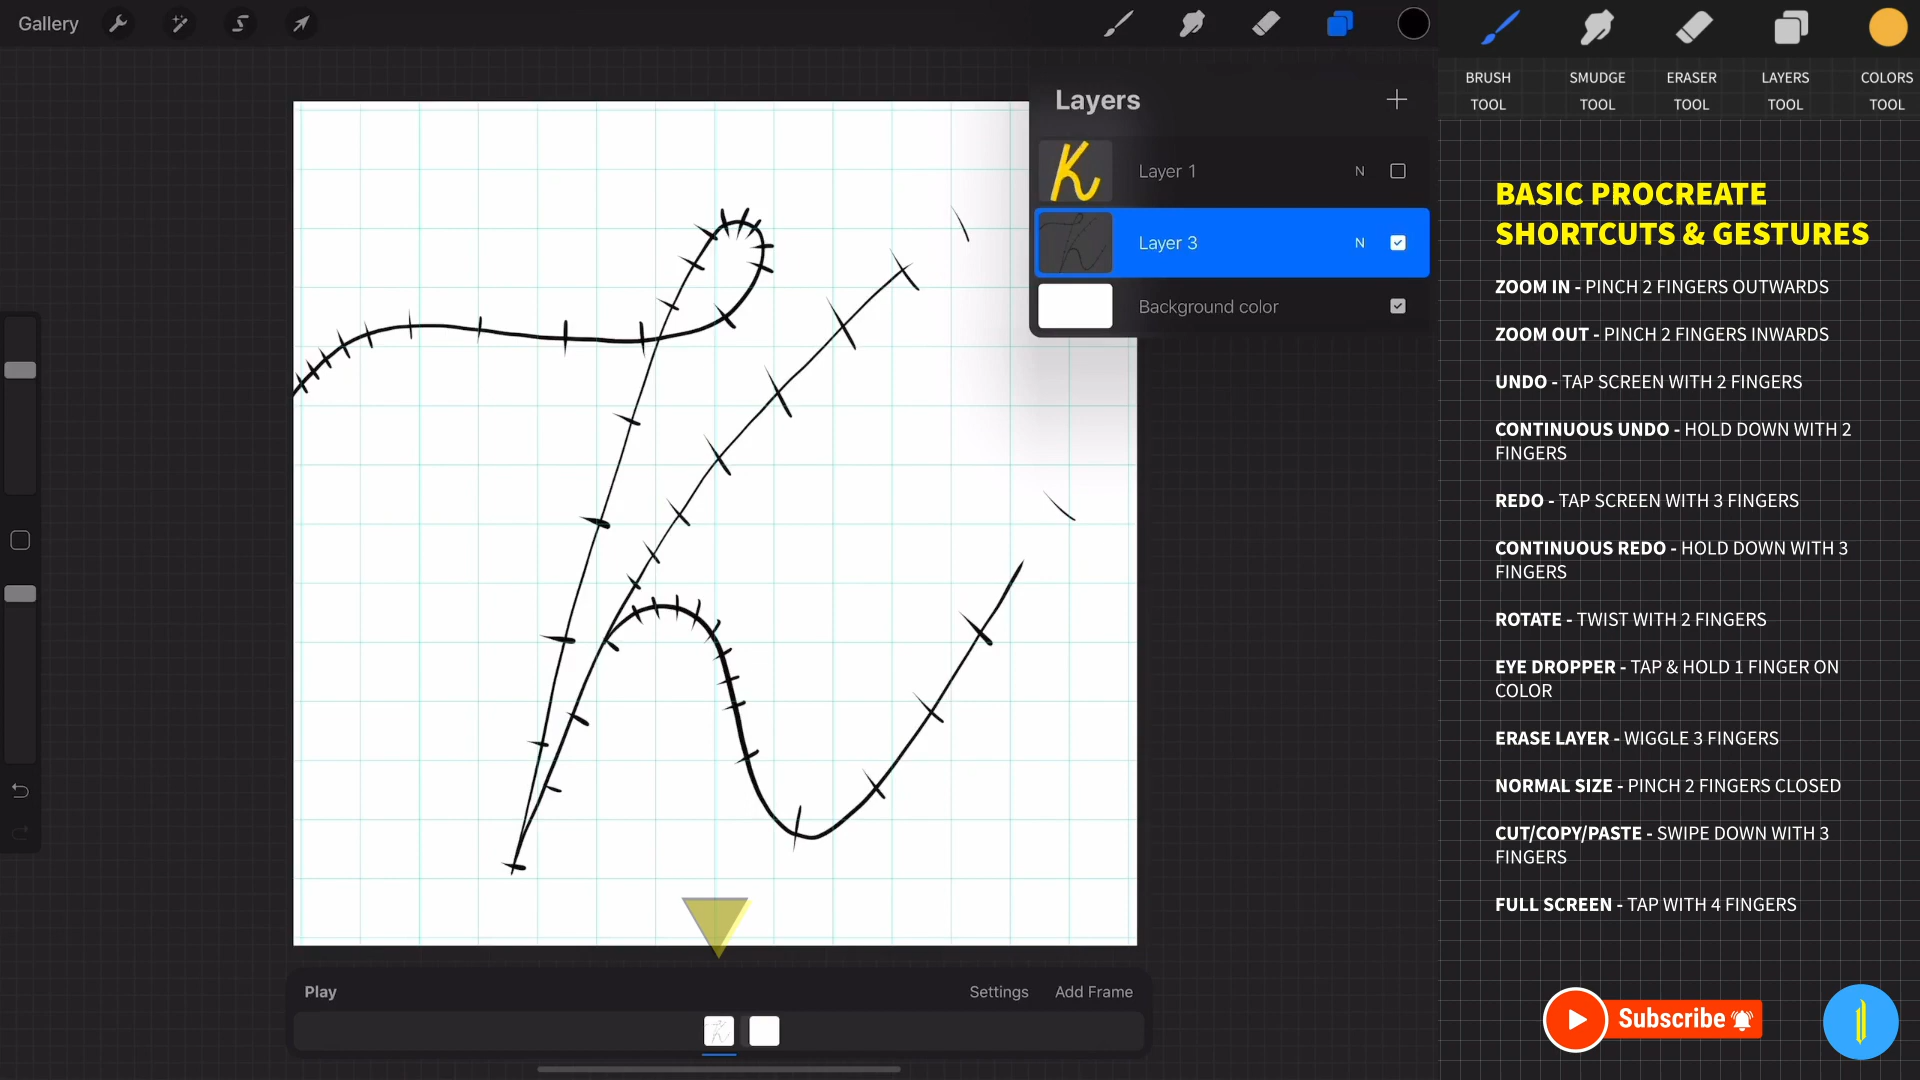 Gallery
BRUSH TOOL
SMUDGE TOOL
ERASER TOOL
LAYERS TOOL
COLORS TOOL
Layers
Layer 1 N
Layer 3 N
Background color
BASIC PROCREATE
SHORTCUTS & GESTURES
ZOOM IN - PINCH 2 FINGERS OUTWARDS
ZOOM OUT - PINCH 2 FINGERS INWARDS
UNDO - TAP SCREEN WITH 2 FINGERS
CONTINUOUS UNDO - HOLD DOWN WITH 2
FINGERS
REDO - TAP SCREEN WITH 3 FINGERS
CONTINUOUS REDO - HOLD DOWN WITH 3
FINGERS
ROTATE - TWIST WITH 2 FINGERS
EYE DROPPER - TAP & HOLD 1 FINGER ON
COLOR
ERASE LAYER - WIGGLE 3 FINGERS
NORMAL SIZE - PINCH 2 FINGERS CLOSED
CUT/COPY/PASTE - SWIPE DOWN WITH 3
FINGERS
FULL SCREEN - TAP WITH 4 FINGERS
Play
Settings
Add Frame
Subscribe
K